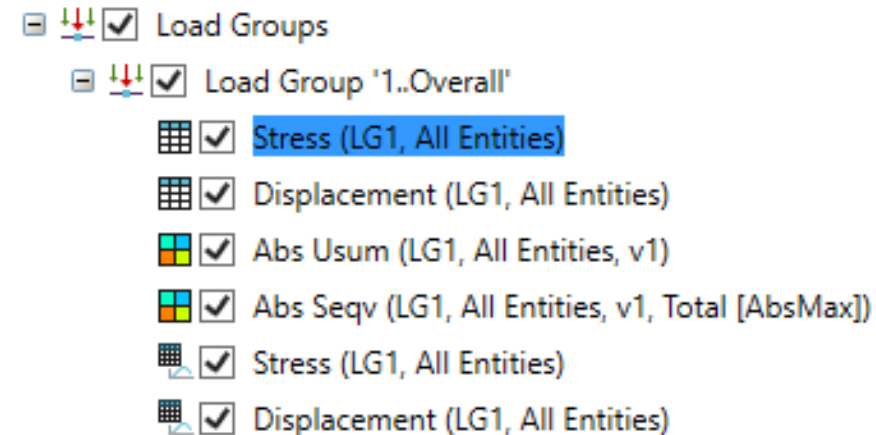 Load Groups
Load Group '1..Overall'
Stress (LG1, All Entities)
Displacement (LG1, All Entities)
Abs Usum (LG1, All Entities, v1)
Abs Seqv (LG1, All Entities, v1, Total [AbsMax])
Stress (LG1, All Entities)
Displacement (LG1, All Entities)